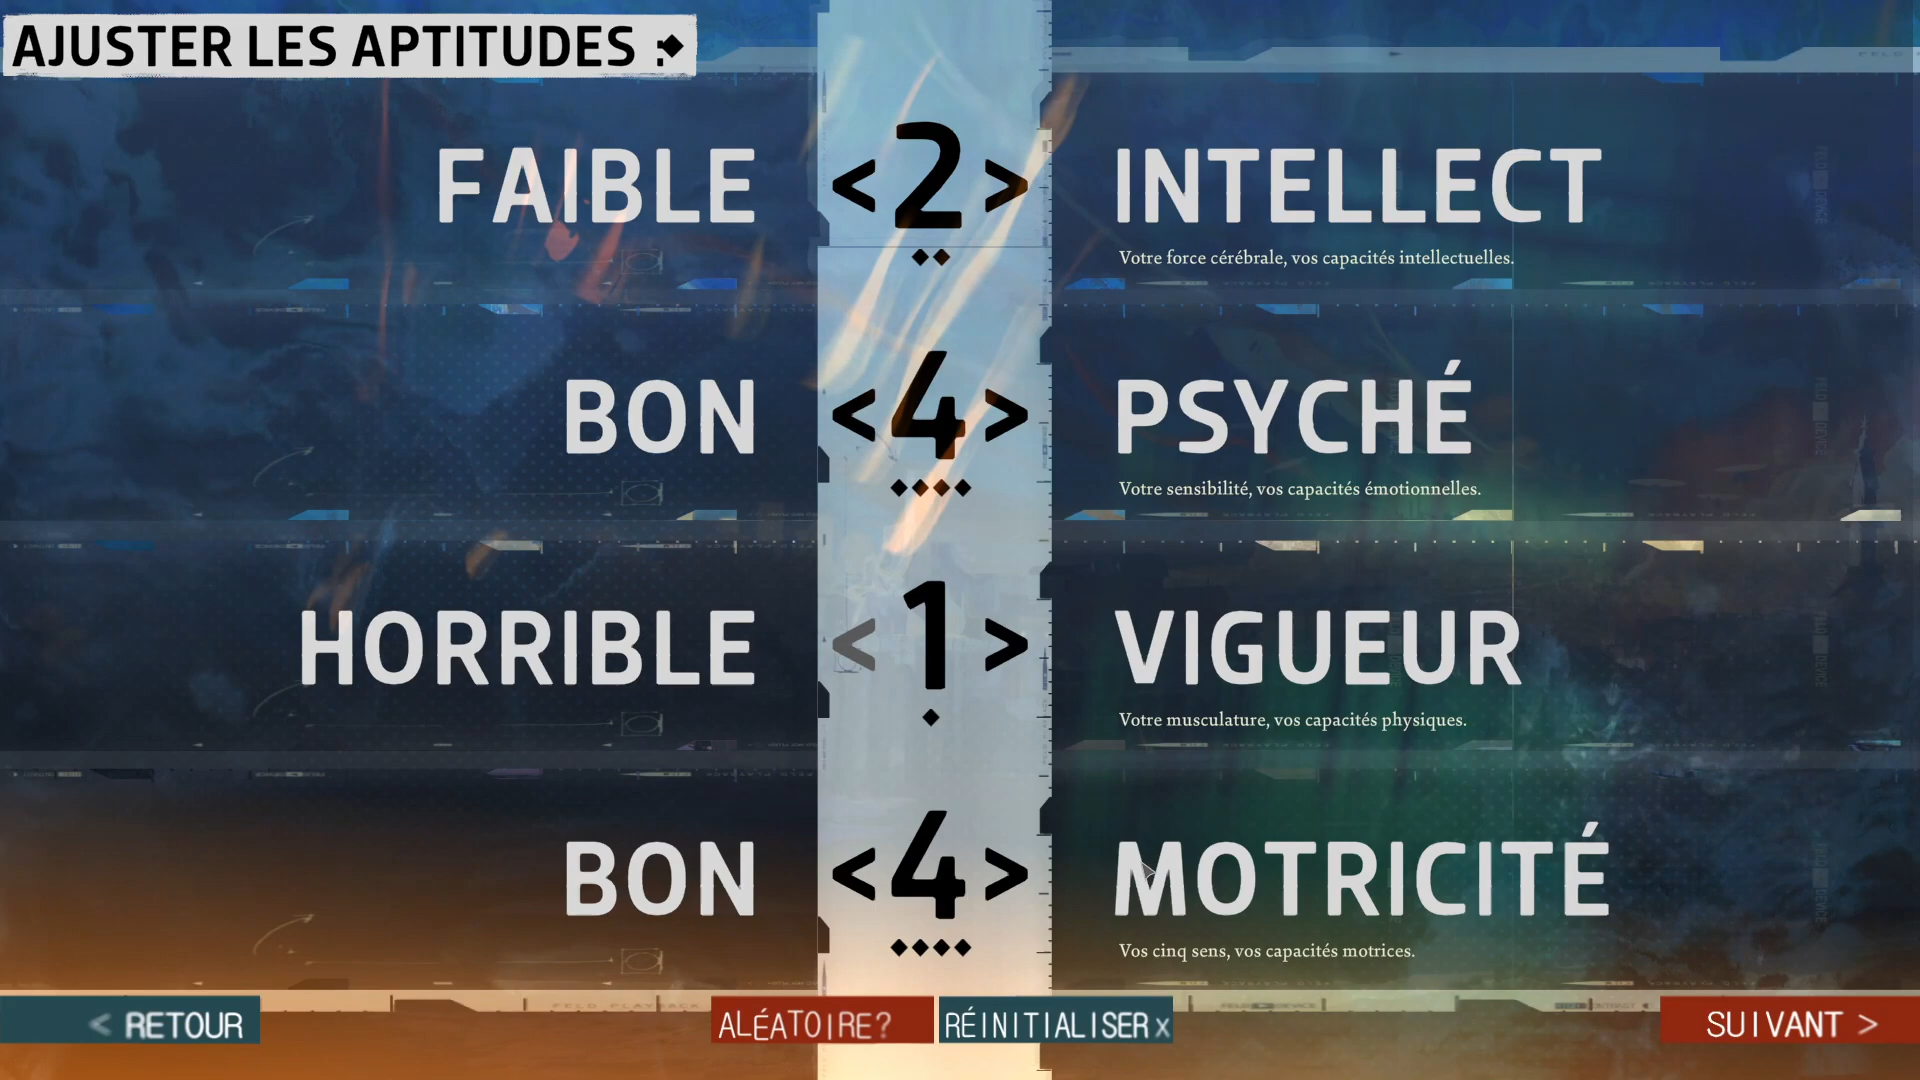 AJUSTER LES APTITUDES :
FAIBLE <2> INTELLECT
Votre force cérébrale, vos capacités intellectuelles.
BON <4> PSYCHÉ
Votre sensibilité, vos capacités émotionnelles.
HORRIBLE <1> VIGUEUR
Votre musculature, vos capacités physiques.
BON <4> MOTRICITÉ
Vos cinq sens, vos capacités motrices.
< RETOUR ALÉATOIRE? RÉINITIALISER x SUIVANT >